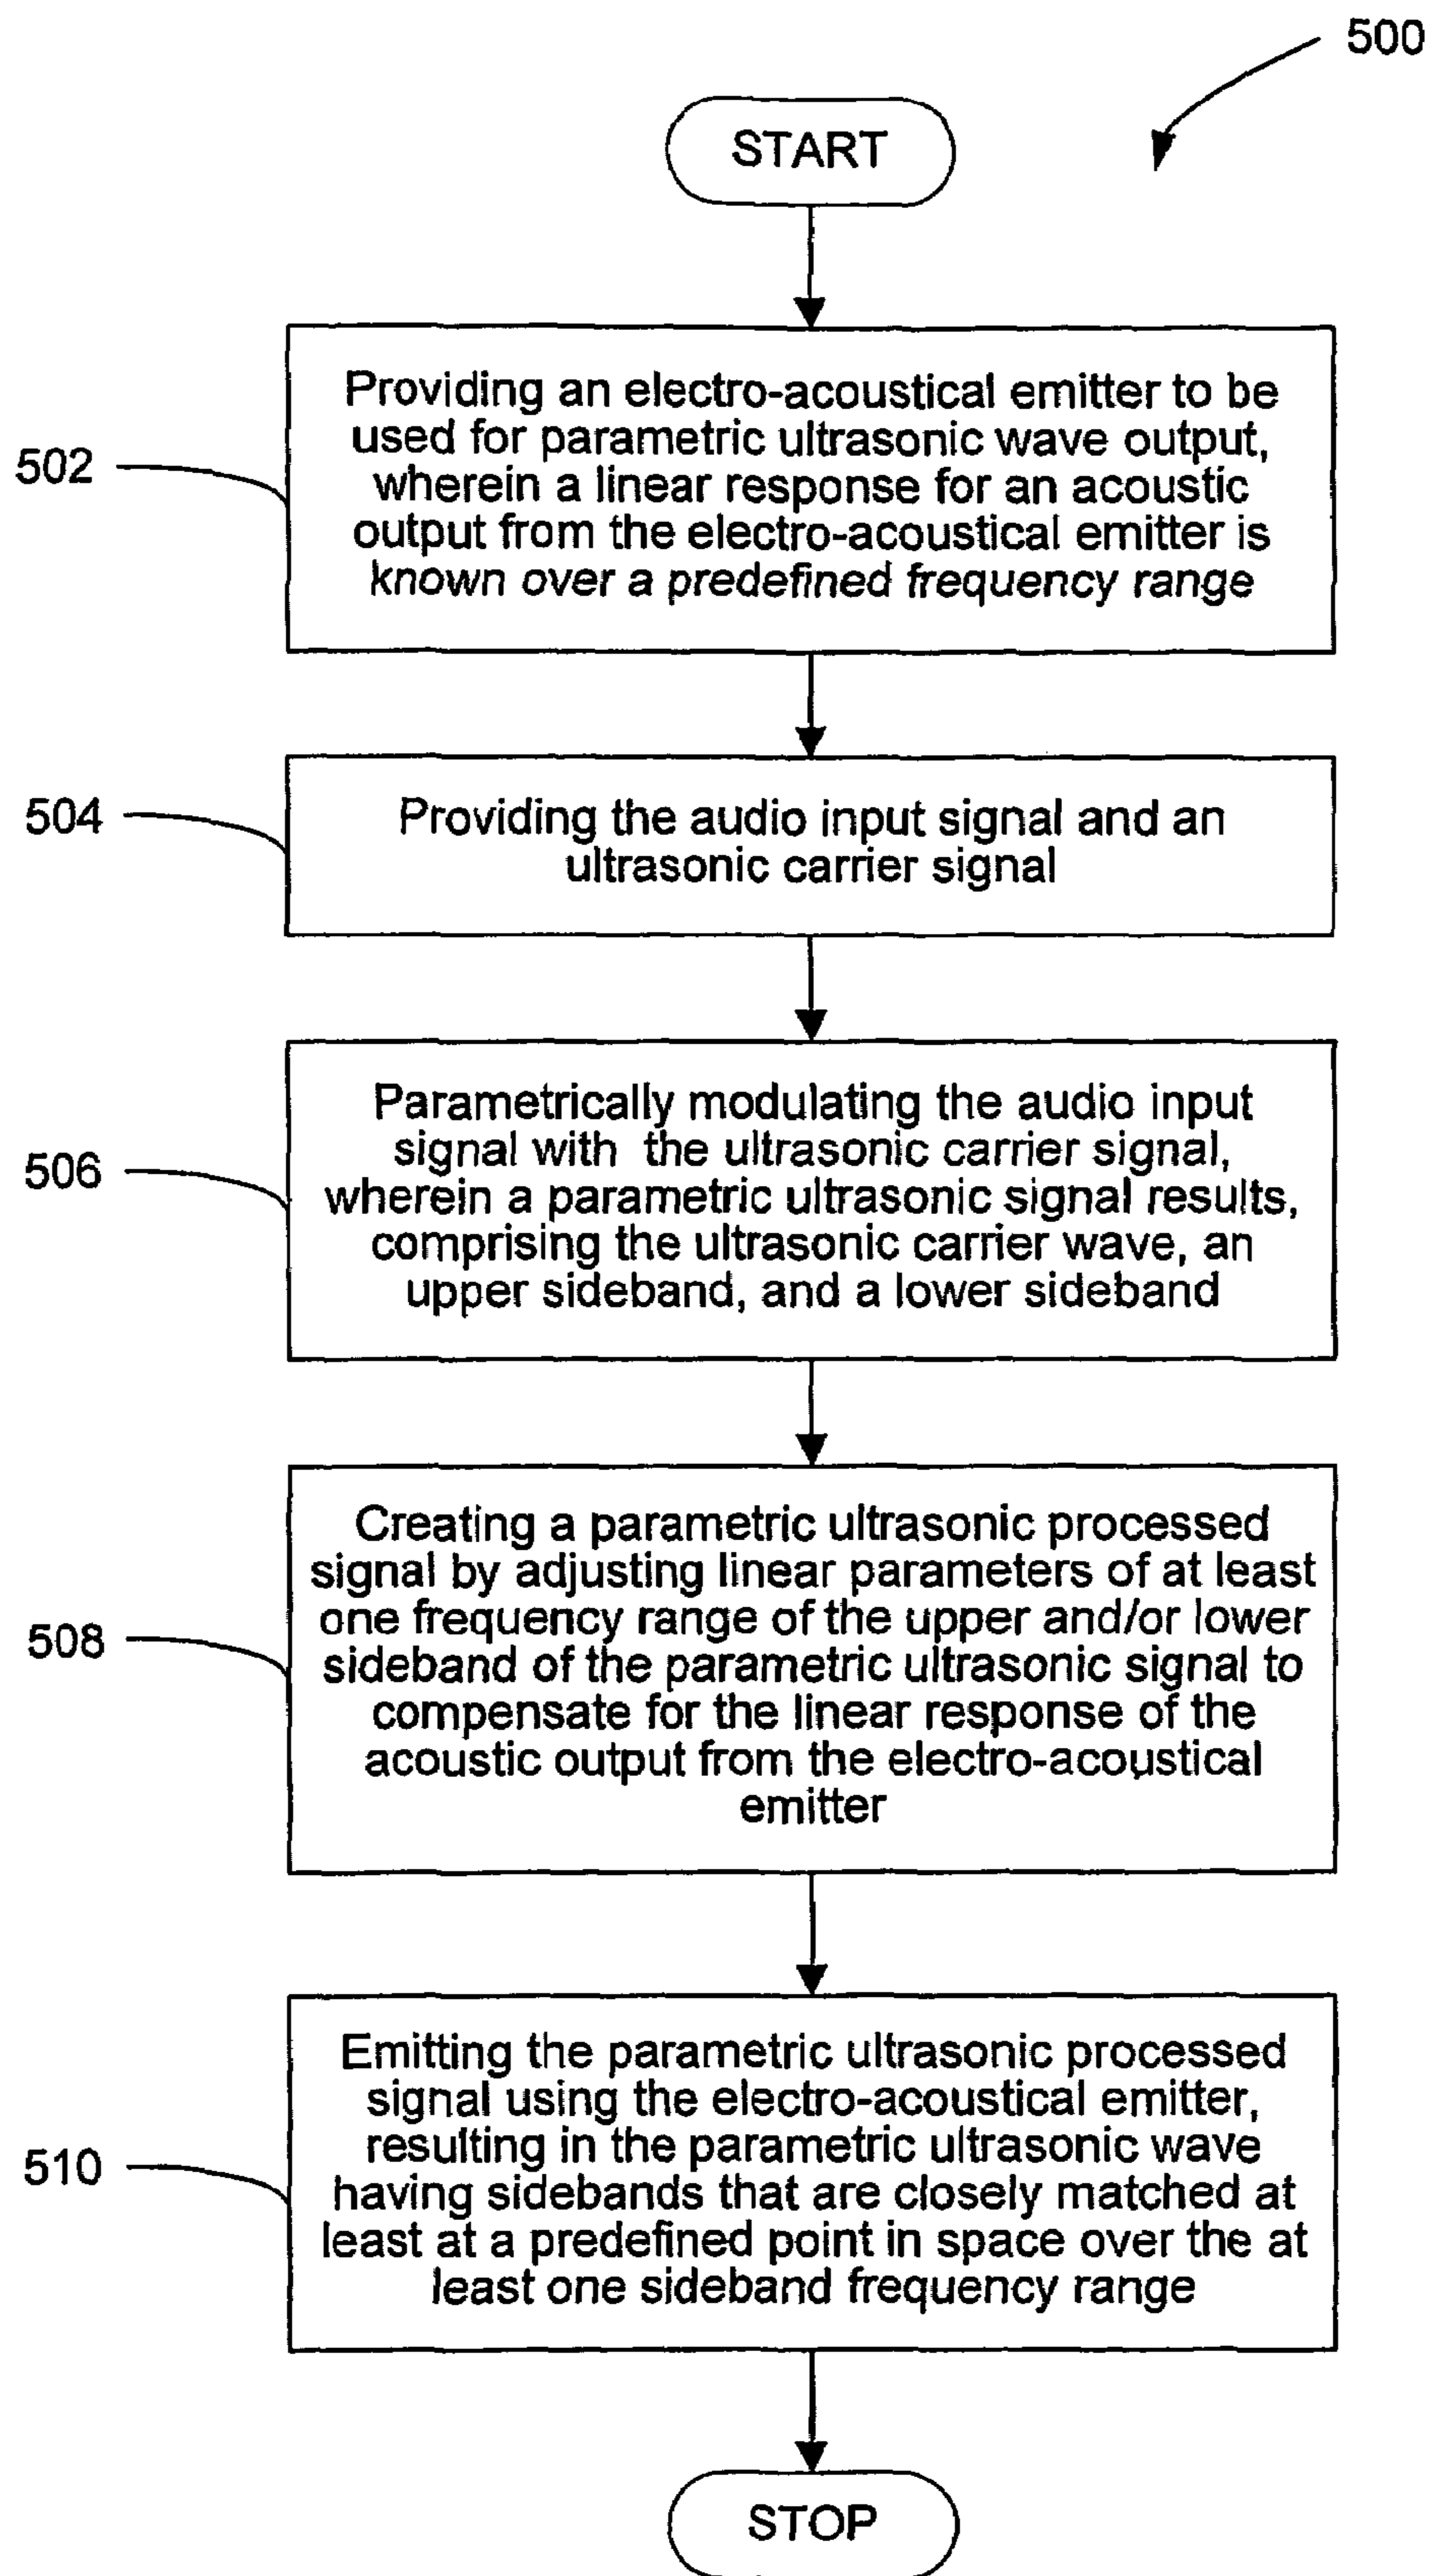 500
START
502
Providing an electro-acoustical emitter to be
used for parametric ultrasonic wave output,
wherein a linear response for an acoustic
output from the electro-acoustical emitter is
known over a predefined frequency range
504
Providing the audio input signal and an
ultrasonic carrier signal
506
Parametrically modulating the audio input
signal with the ultrasonic carrier signal,
wherein a parametric ultrasonic signal results,
comprising the ultrasonic carrier wave, an
upper sideband, and a lower sideband
508
Creating a parametric ultrasonic processed
signal by adjusting linear parameters of at least
one frequency range of the upper and/or lower
sideband of the parametric ultrasonic signal to
compensate for the linear response of the
acoustic output from the electro-acoustical
emitter
510
Emitting the parametric ultrasonic processed
signal using the electro-acoustical emitter,
resulting in the parametric ultrasonic wave
having sidebands that are closely matched at
least at a predefined point in space over the at
least one sideband frequency range
STOP